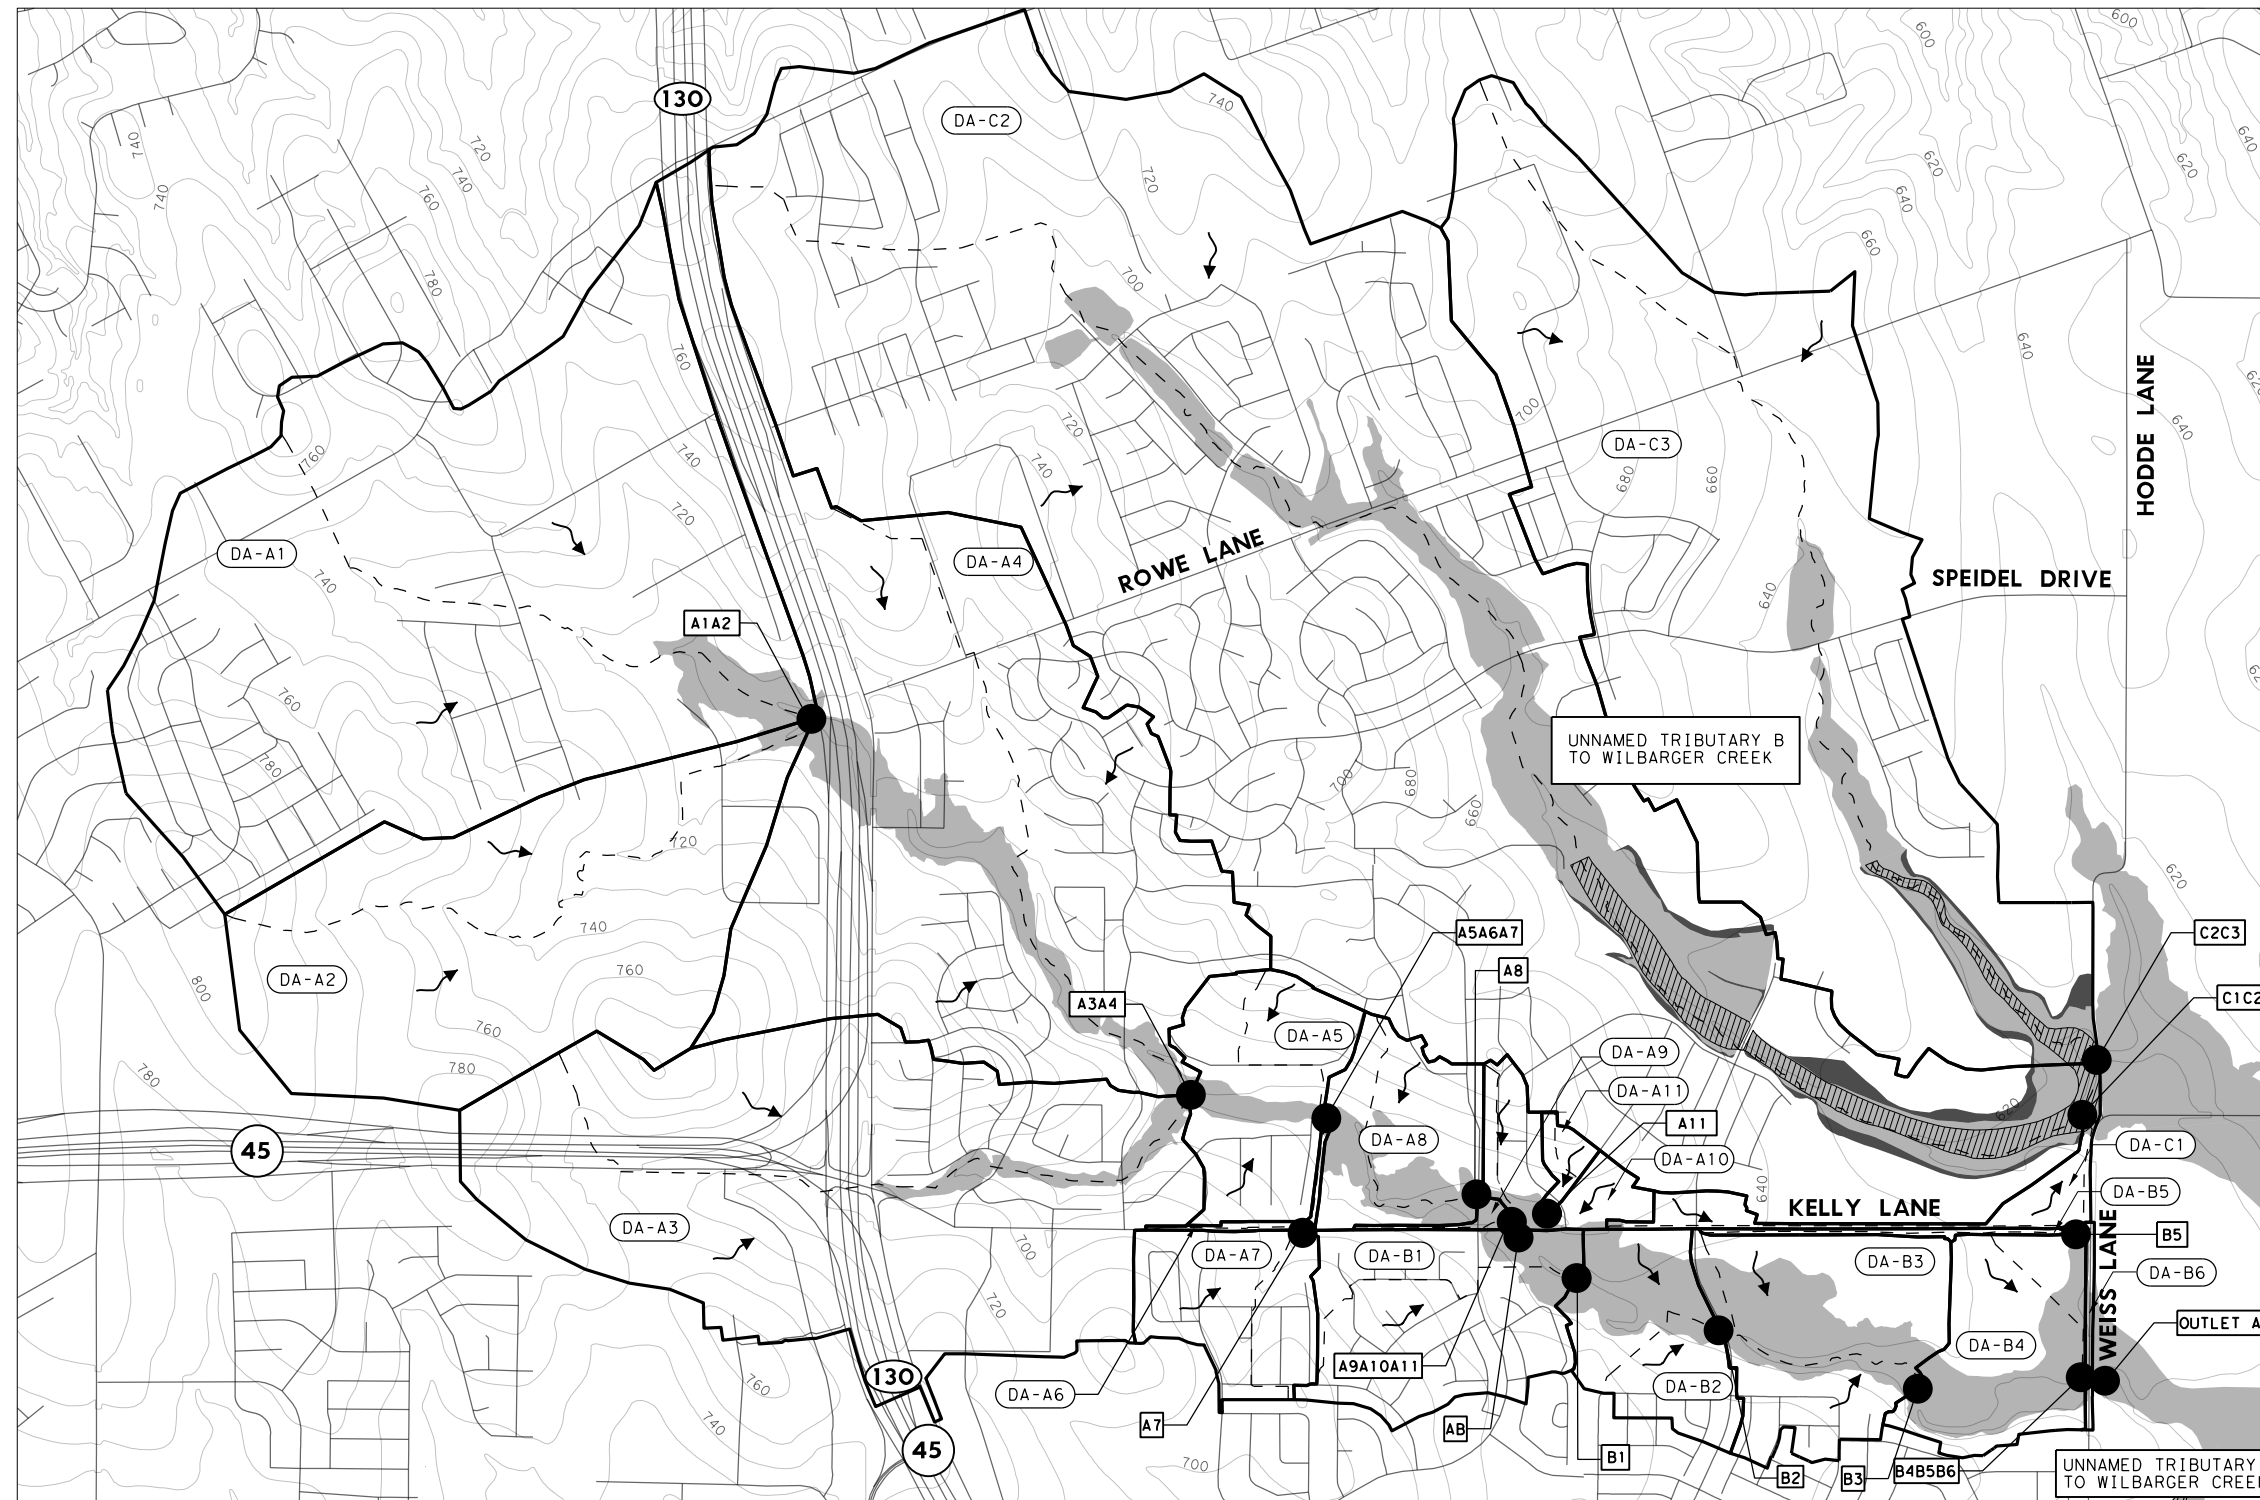 600
600
130
740
DA-C2
740
720
740
740
760
720
620
640
620
640
660
780
700
760
640
HODDE LANE
640
760
740
720
740
700
DA-C3
680
660
720
DA-A1
740
DA-A4
ROWE LANE
SPEIDEL DRIVE
640
A1A2
760
780
UNNAMED TRIBUTARY B
TO WILBARGER CREEK
700
680
660
720
620
740
A5A6A7
C2C3
760
DA-A2
800
A8
A3A4
C1C2
760
DA-A5
DA-A9
780
780
DA-A11
620
A11
DA-A8
DA-C1
45
DA-A10
640
DA-B5
KELLY LANE
DA-A3
B5
700
DA-A7
DA-B1
DA-B3
WEISS LANE
DA-B6
720
OUTLET A
DA-B4
A9A10A11
130
760
DA-A6
DA-B2
740
A7
AB
45
B1
700
B2
B3
B4B5B6
UNNAMED TRIBUTARY
TO WILBARGER CREEK